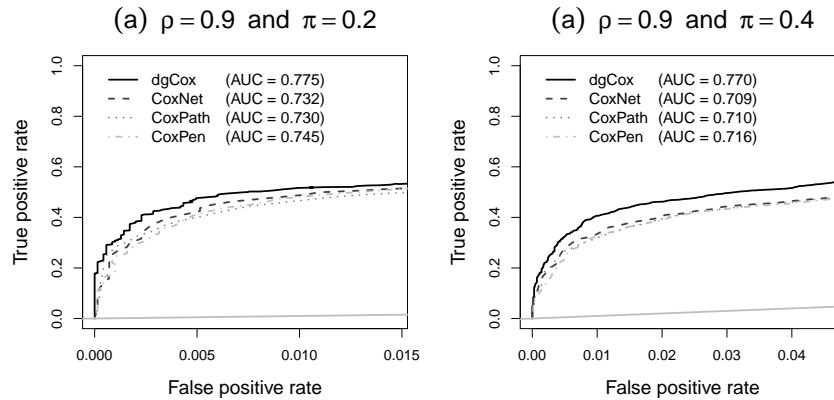 (a) ρ = 0.9 and π = 0.2
1.0
0.8
0.6
0.4
0.2
0.0
True positive rate
dgCox (AUC = 0.775)
CoxNet (AUC = 0.732)
CoxPath (AUC = 0.730)
CoxPen (AUC = 0.745)
0.000 0.005 0.010 0.015
False positive rate
(a) ρ = 0.9 and π = 0.4
1.0
0.8
0.6
0.4
0.2
0.0
True positive rate
dgCox (AUC = 0.770)
CoxNet (AUC = 0.709)
CoxPath (AUC = 0.710)
CoxPen (AUC = 0.716)
0.00 0.01 0.02 0.03 0.04
False positive rate